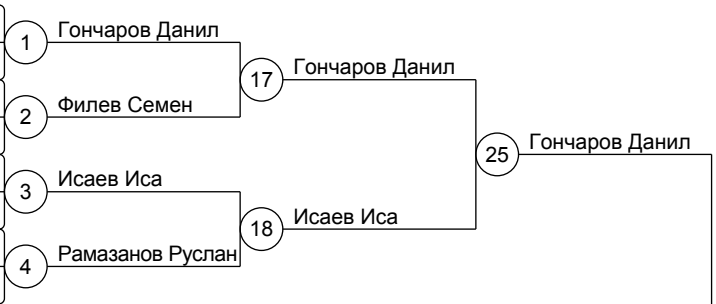 1 Гончаров Данил
17 Гончаров Данил
2 Филев Семен
25 Гончаров Данил
3 Исаев Иса
18 Исаев Иса
4 Рамазанов Руслан